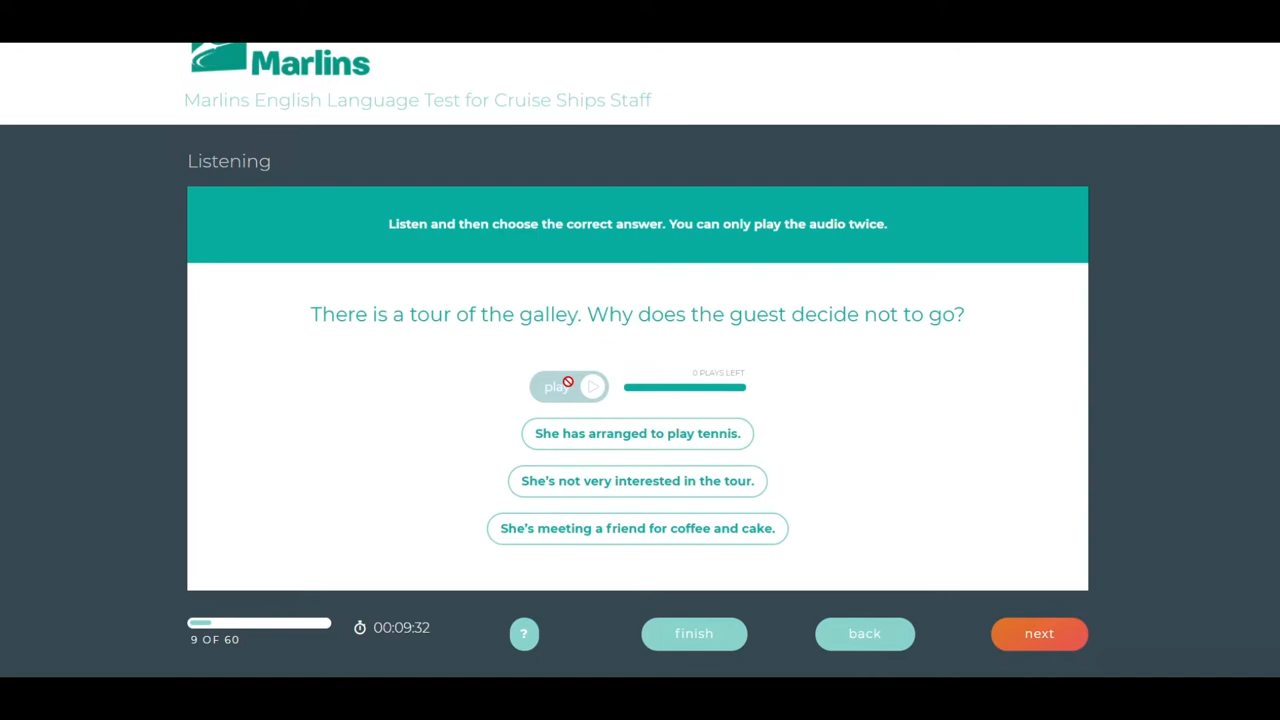 Marlins
Marlins English Language Test for Cruise Ships Staff
Listening
Listen and then choose the correct answer. You can only play the audio twice.
There is a tour of the galley. Why does the guest decide not to go?
0 PLAYS LEFT
play
She has arranged to play tennis.
She's not very interested in the tour.
She's meeting a friend for coffee and cake.
9 OF 60
00:09:32
?
finish
back
next